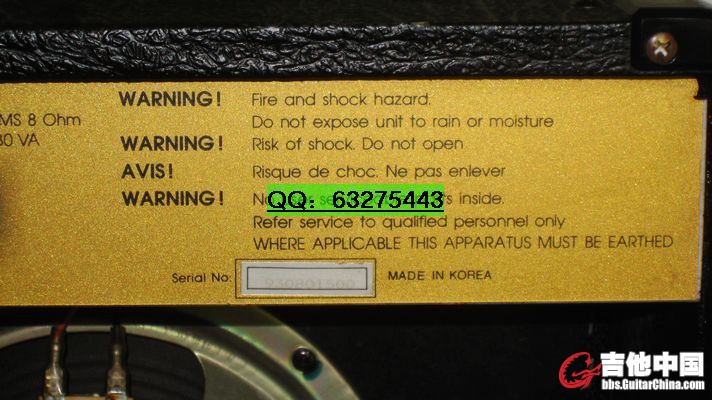 MS 8 Ohm
30 VA
WARNING! Fire and shock hazard.
Do not expose unit to rain or moisture
WARNING! Risk of shock. Do not open
AVIS! Risque de choc. Ne pas enlever
WARNING! No inside.
QQ: 63275443
Refer service to qualified personnel only
WHERE APPLICABLE THIS APPARATUS MUST BE EARTHED
Serial No: MADE IN KOREA
吉他中国
bbs.GuitarChina.com